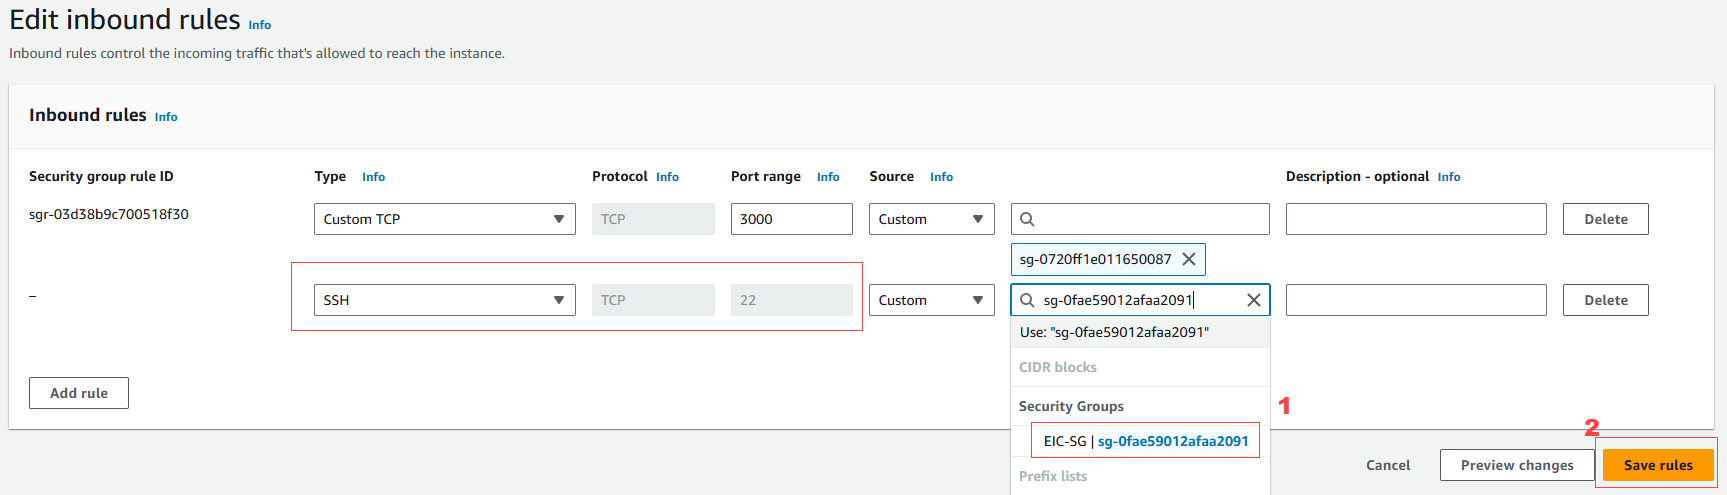 Edit inbound rules Info
Inbound rules control the incoming traffic that's allowed to reach the instance.
Inbound rules Info
Security group rule ID Type Info Protocol Info Port range Info Source Info Description - optional Info
sgr-03d38b9c700518f30 Custom TCP TCP 3000 Custom Delete
sg-0720ff1e011650087
– SSH TCP 22 Custom sg-0fae59012afaa2091 Delete
Use: "sg-0fae59012afaa2091"
CIDR blocks
Add rule
Security Groups 1
EIC-SG | sg-0fae59012afaa2091
2
Cancel Preview changes Save rules
Prefix lists